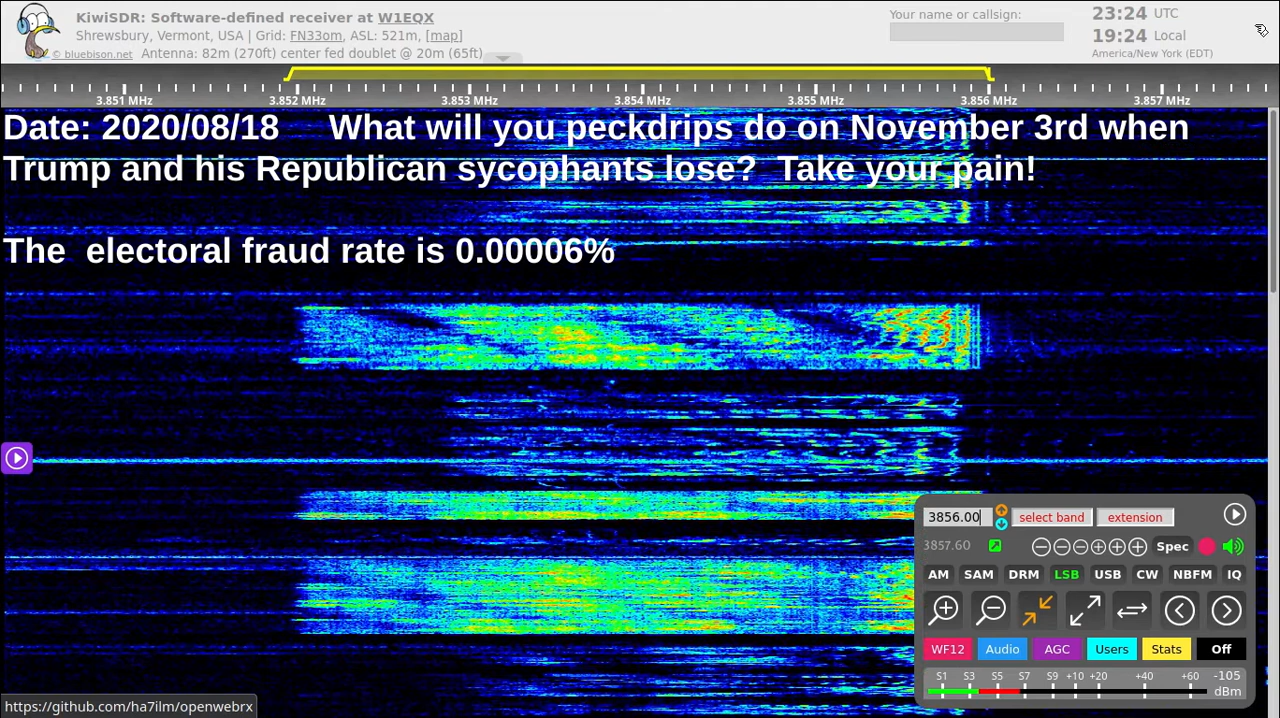 KiwiSDR: Software-defined receiver at W1EQX
Shrewsbury, Vermont, USA | Grid: FN33om, ASL: 521m, [map]
© bluebison.net Antenna: 82m (270ft) center fed doublet @ 20m (65ft)
Your name or callsign:
23:24 UTC
19:24 Local
America/New York (EDT)
3.851 MHz 3.852 MHz 3.853 MHz 3.854 MHz 3.855 MHz 3.856 MHz 3.857 MHz
Date: 2020/08/18 What will you peckdrips do on November 3rd when
Trump and his Republican sycophants lose? Take your pain!
The electoral fraud rate is 0.00006%
3856.00 select band extension
3857.60 Spec
AM SAM DRM LSB USB CW NBFM IQ
WF12 Audio AGC Users Stats Off
S1 S3 S5 S7 S9 +10 +20 +40 +60 -105
dBm
https://github.com/ha7ilm/openwebrx